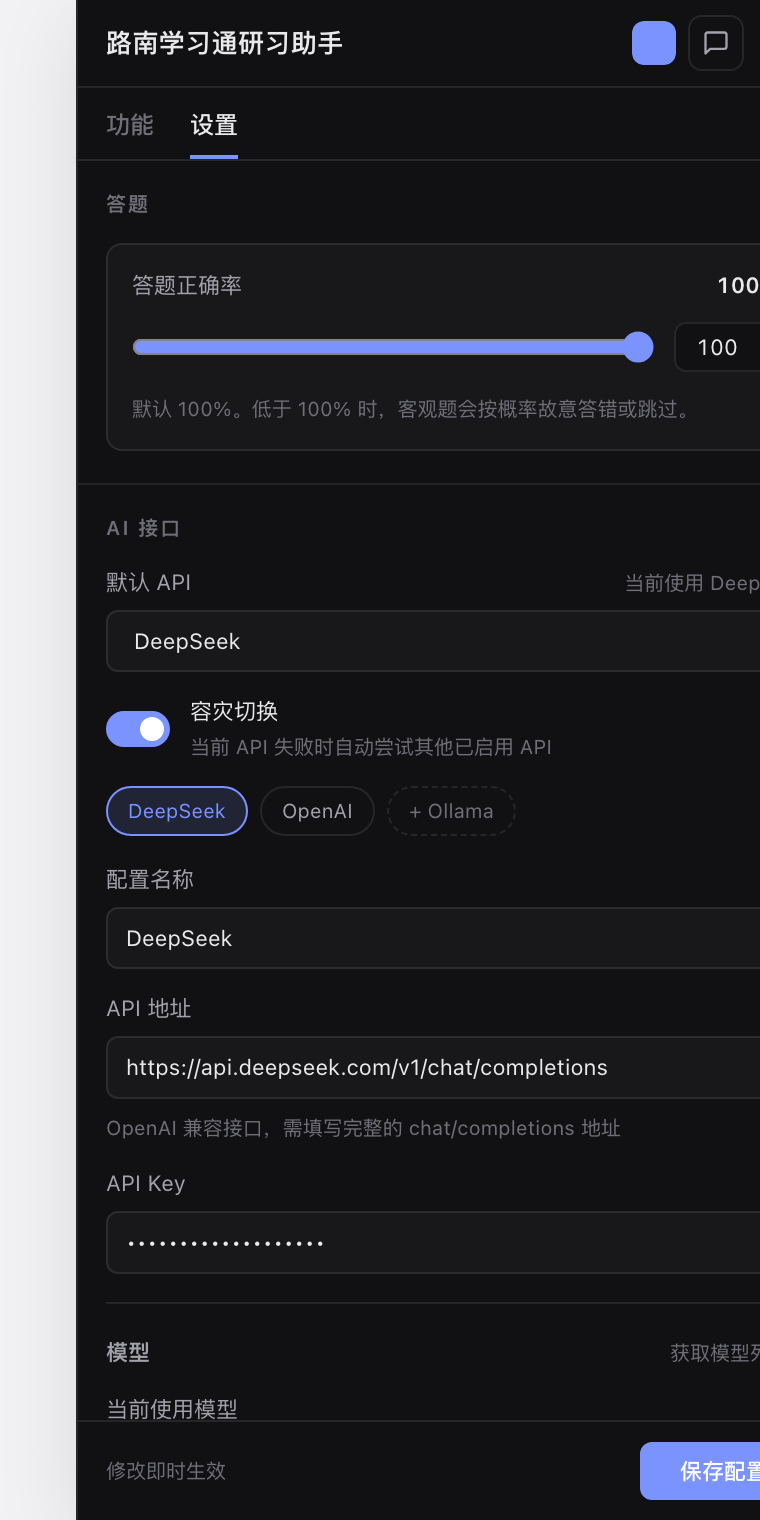 路南学习通研习助手
功能 设置
答题
答题正确率 100
100
默认 100%。低于 100% 时，客观题会按概率故意答错或跳过。
AI 接口
默认 API 当前使用 Deep
DeepSeek
容灾切换
当前 API 失败时自动尝试其他已启用 API
DeepSeek OpenAI + Ollama
配置名称
DeepSeek
API 地址
https://api.deepseek.com/v1/chat/completions
OpenAI 兼容接口，需填写完整的 chat/completions 地址
API Key
模型 获取模型列
当前使用模型
修改即时生效 保存配置